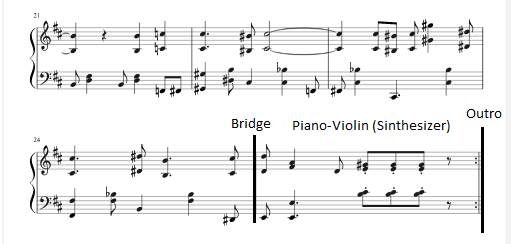 21
Bridge
Piano-Violin (Sinthesizer)
Outro
24